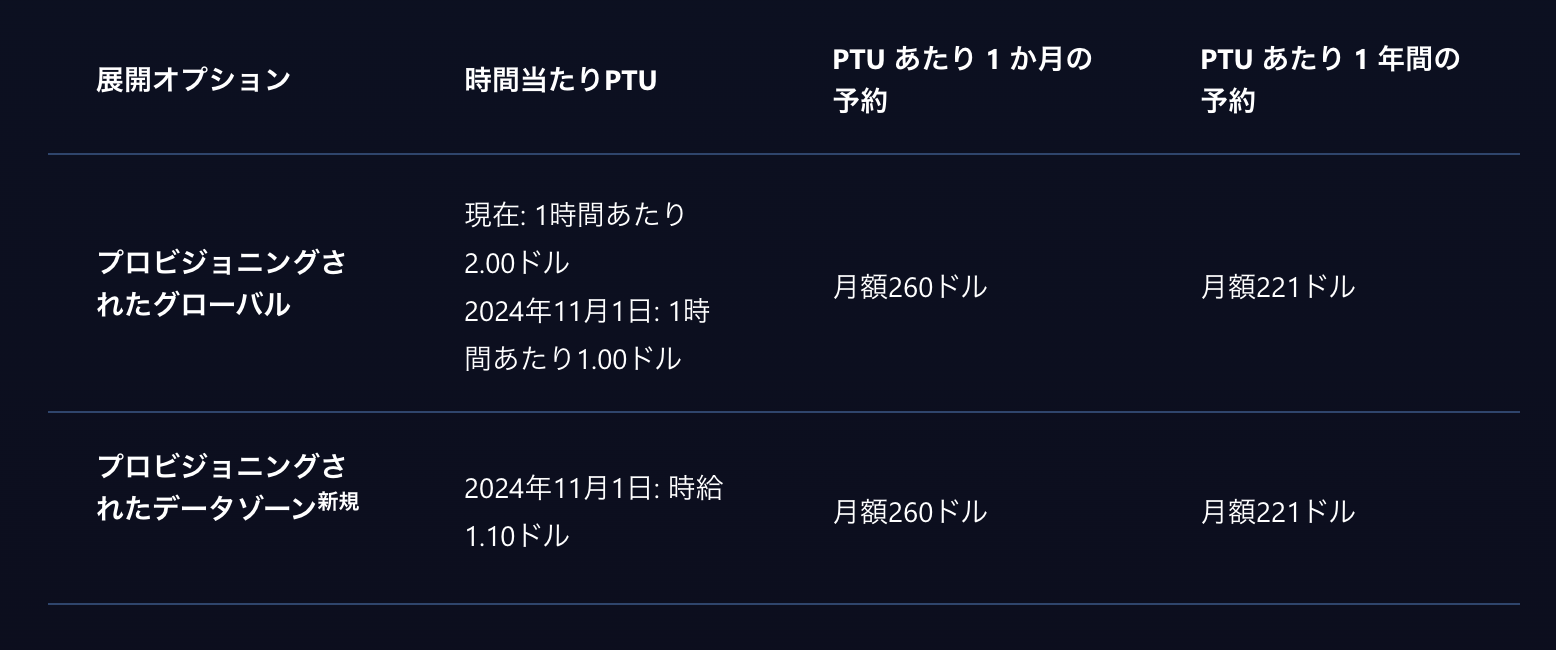 展開オプション
時間当たりPTU
PTU あたり 1 か月の
予約
PTU あたり 1 年間の
予約
プロビジョニングさ
れたグローバル
現在: 1時間あたり
2.00ドル
2024年11月1日: 1時
間あたり1.00ドル
月額260ドル
月額221ドル
プロビジョニングさ
れたデータゾーン新規
2024年11月1日: 時給
1.10ドル
月額260ドル
月額221ドル